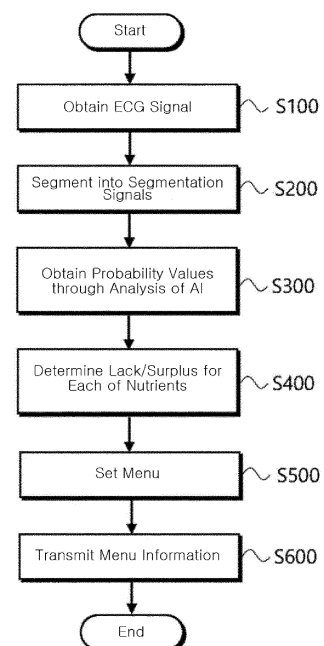 Start
Obtain ECG Signal
S100
Segment into Segmentation
Signals
S200
Obtain Probability Values
through Analysis of AI
S300
Determine Lack/Surplus for
Each of Nutrients
S400
Set Menu
S500
Transmit Menu Information
S600
End